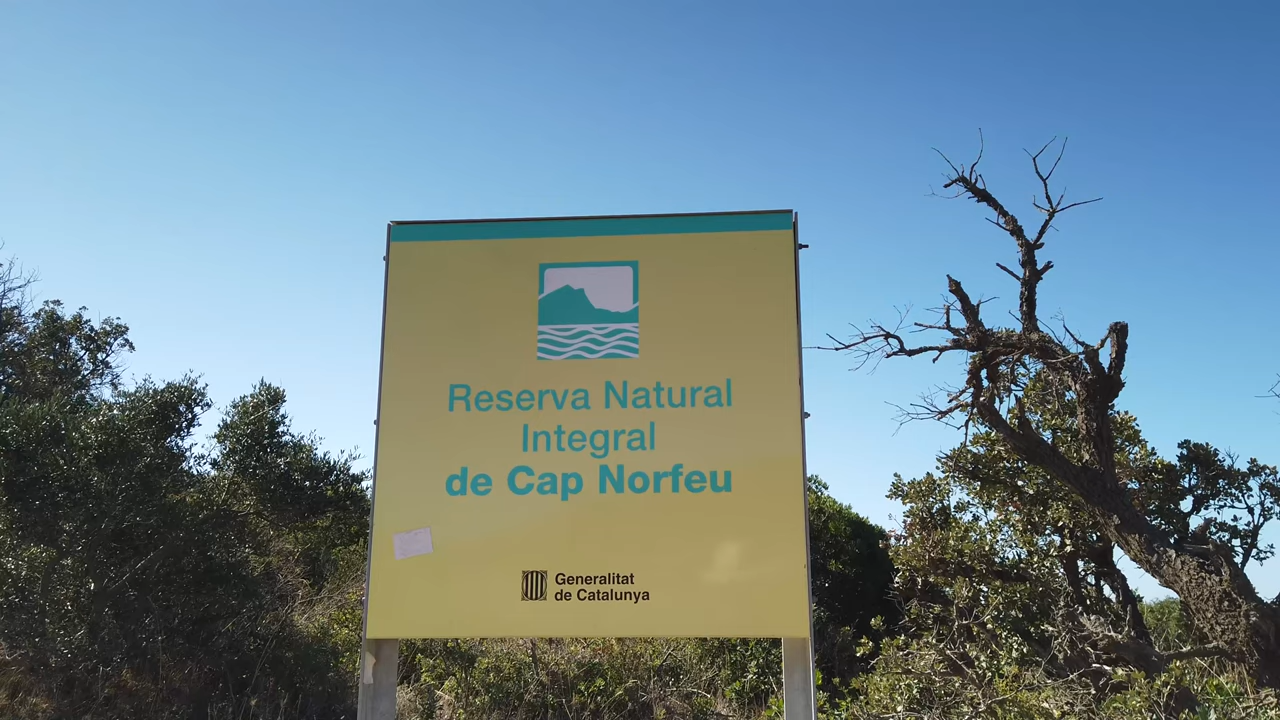 Reserva Natural
Integral
de Cap Norfeu
Generalitat
de Catalunya